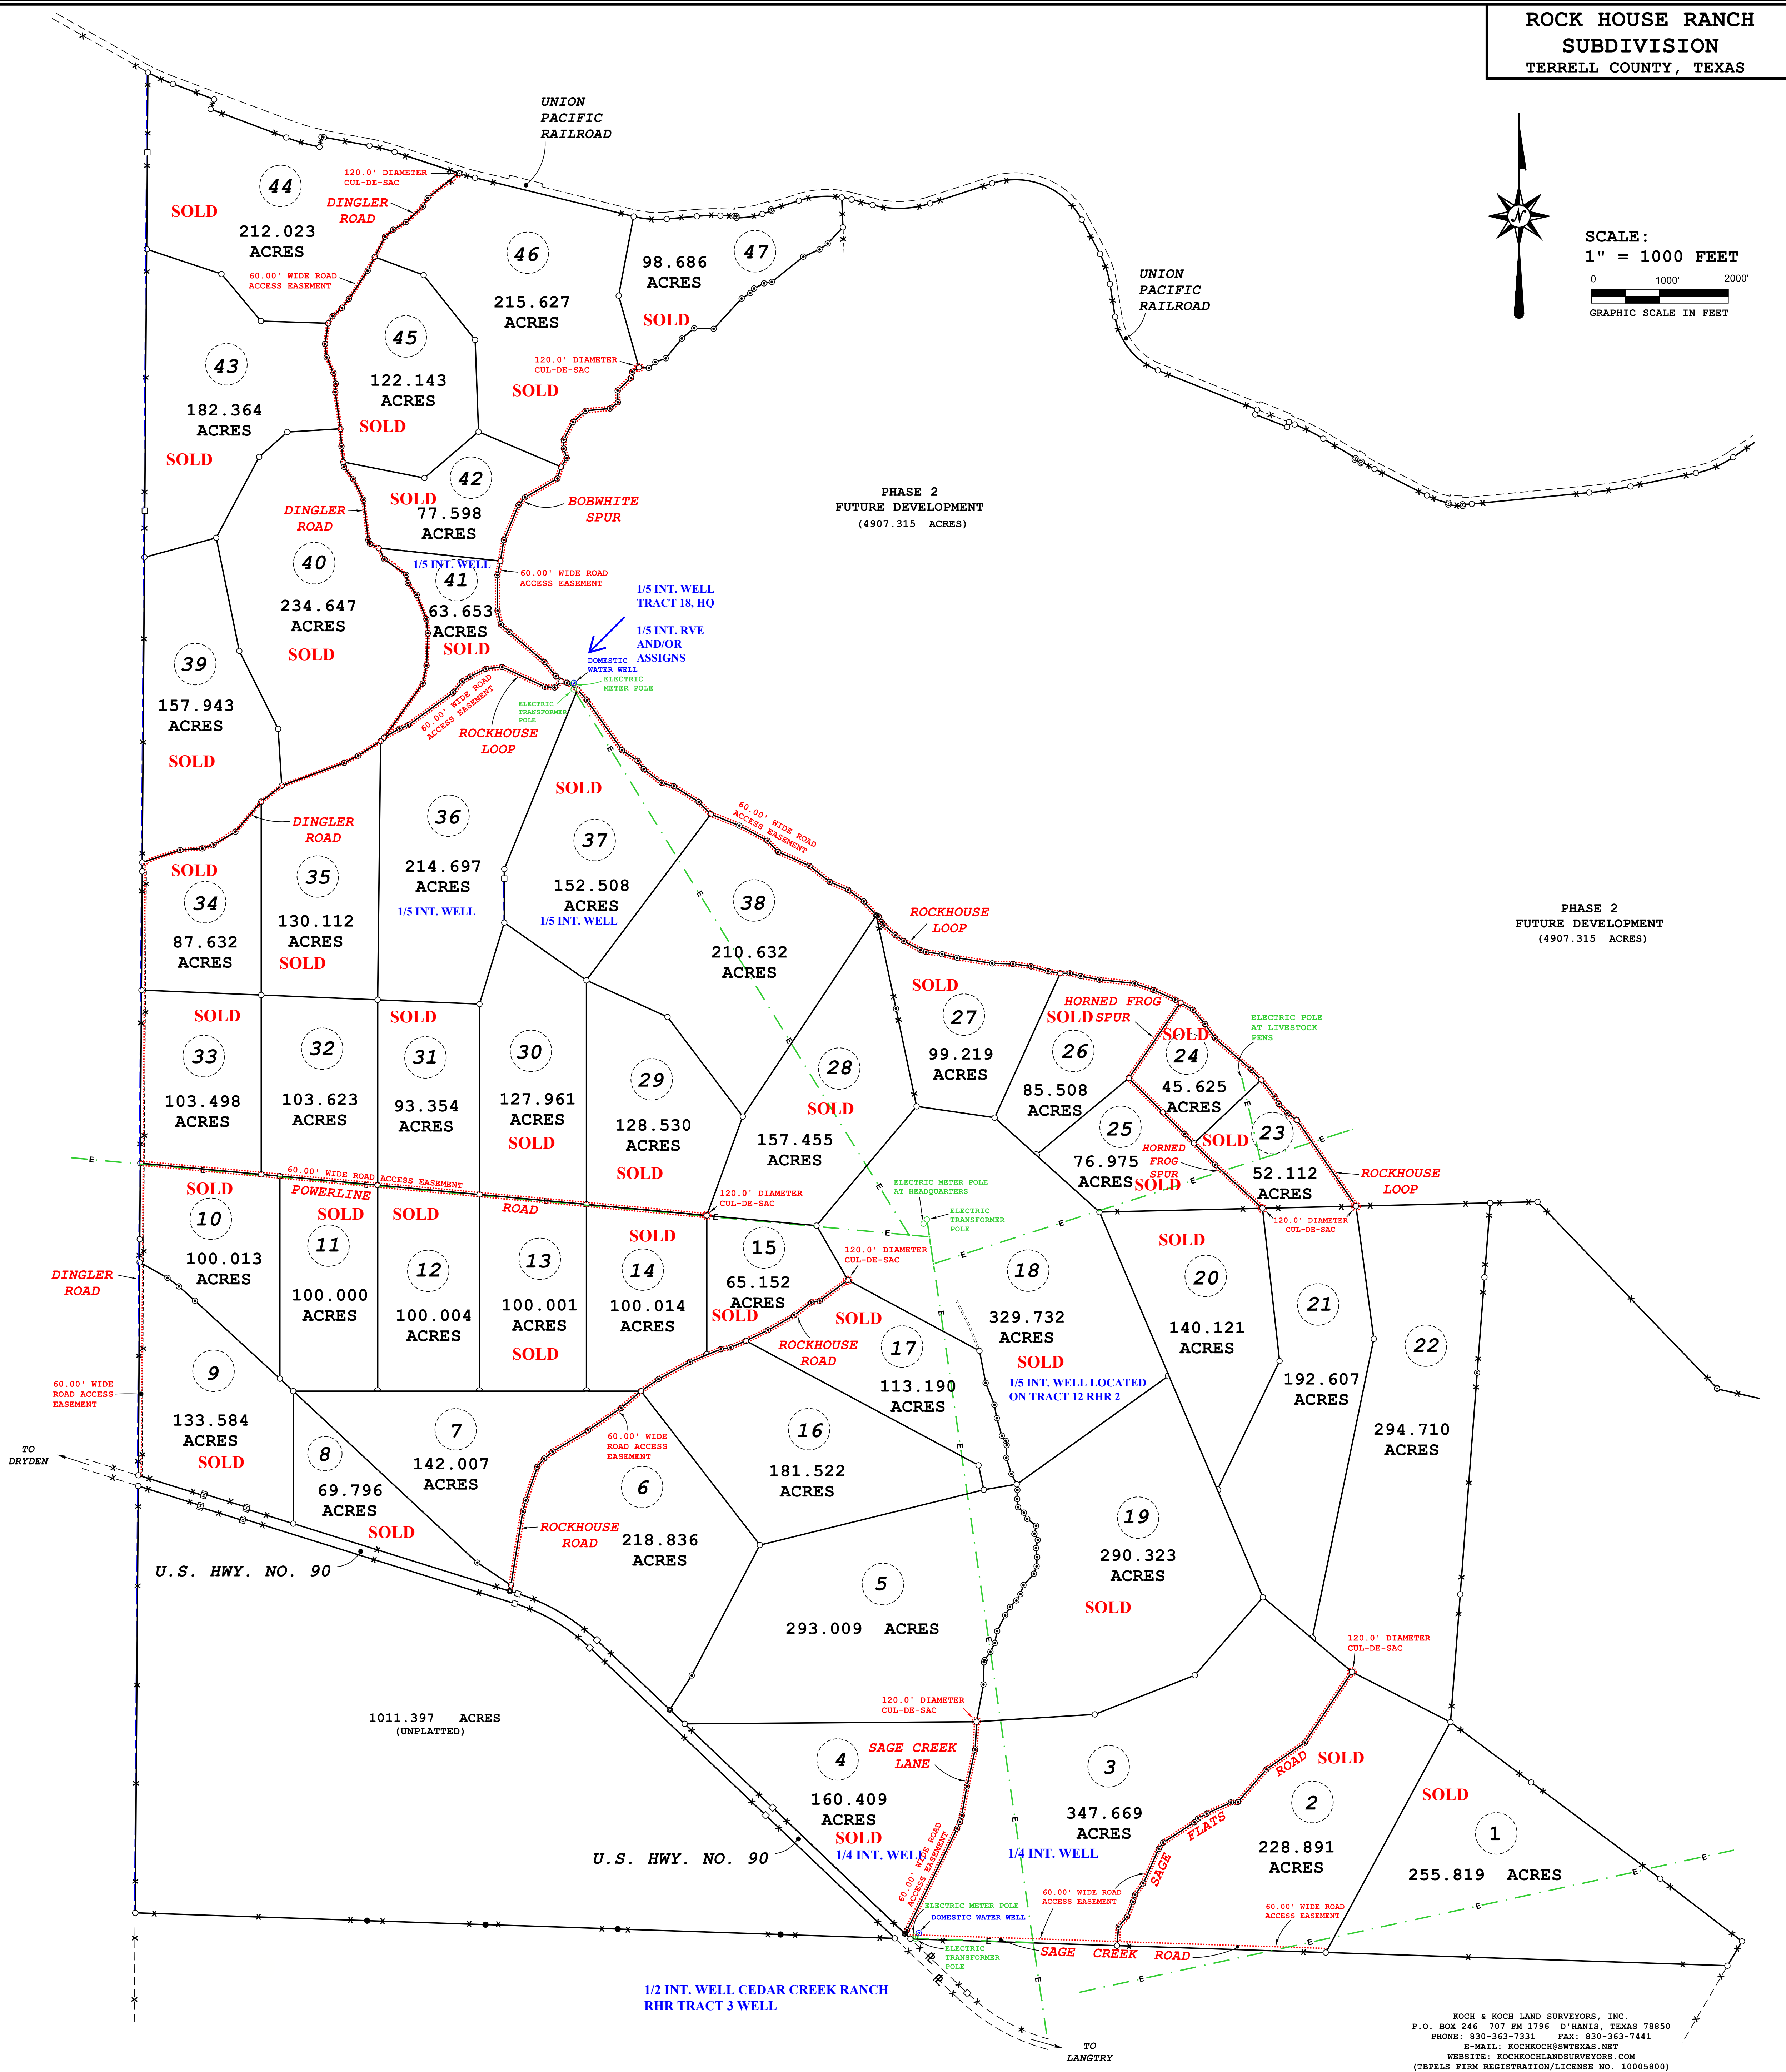 ROCK HOUSE RANCH
SUBDIVISION
TERRELL COUNTY, TEXAS
SCALE:
1" = 1000 FEET
0 1000' 2000'
GRAPHIC SCALE IN FEET
N
UNION
PACIFIC
RAILROAD
UNION
PACIFIC
RAILROAD
44
SOLD
212.023
ACRES
120.0' DIAMETER
CUL-DE-SAC
DINGLER
ROAD
60.00' WIDE ROAD
ACCESS EASEMENT
46
215.627
ACRES
SOLD
47
98.686
ACRES
SOLD
120.0' DIAMETER
CUL-DE-SAC
43
182.364
ACRES
SOLD
45
122.143
ACRES
SOLD
42
SOLD
77.598
ACRES
BOBWHITE
SPUR
PHASE 2
FUTURE DEVELOPMENT
(4907.315 ACRES)
DINGLER
ROAD
40
234.647
ACRES
SOLD
1/5 INT. WELL
41
63.653
ACRES
SOLD
60.00' WIDE ROAD
ACCESS EASEMENT
1/5 INT. WELL
TRACT 18, HQ
1/5 INT. RVE
AND/OR
ASSIGNS
DOMESTIC
WATER WELL
ELECTRIC
METER POLE
ELECTRIC
TRANSFORMER
POLE
39
157.943
ACRES
SOLD
60.00' WIDE ROAD
ACCESS EASEMENT
ROCKHOUSE
LOOP
DINGLER
ROAD
36
214.697
ACRES
1/5 INT. WELL
SOLD
37
152.508
ACRES
1/5 INT. WELL
60.00' WIDE ROAD
ACCESS EASEMENT
38
210.632
ACRES
ROCKHOUSE
LOOP
PHASE 2
FUTURE DEVELOPMENT
(4907.315 ACRES)
SOLD
34
87.632
ACRES
35
130.112
ACRES
SOLD
SOLD
33
103.498
ACRES
32
103.623
ACRES
SOLD
31
93.354
ACRES
30
127.961
ACRES
SOLD
29
128.530
ACRES
SOLD
28
SOLD
157.455
ACRES
SOLD
27
99.219
ACRES
HORNED FROG
SPUR
SOLD
26
85.508
ACRES
SOLD
24
45.625
ACRES
ELECTRIC POLE
AT LIVESTOCK
PENS
25
76.975
ACRES
SOLD
HORNED
FROG
SPUR
SOLD
23
52.112
ACRES
ROCKHOUSE
LOOP
120.0' DIAMETER
CUL-DE-SAC
60.00' WIDE ROAD ACCESS EASEMENT
POWERLINE
ROAD
120.0' DIAMETER
CUL-DE-SAC
ELECTRIC METER POLE
AT HEADQUARTERS
ELECTRIC
TRANSFORMER
POLE
SOLD
10
100.013
ACRES
SOLD
11
100.000
ACRES
SOLD
12
100.004
ACRES
13
100.001
ACRES
SOLD
SOLD
14
100.014
ACRES
15
65.152
ACRES
SOLD
120.0' DIAMETER
CUL-DE-SAC
SOLD
ROCKHOUSE
ROAD
17
113.190
ACRES
18
329.732
ACRES
SOLD
1/5 INT. WELL LOCATED
ON TRACT 12 RHR 2
SOLD
20
140.121
ACRES
21
192.607
ACRES
22
294.710
ACRES
DINGLER
ROAD
60.00' WIDE
ROAD ACCESS
EASEMENT
9
133.584
ACRES
SOLD
8
69.796
ACRES
SOLD
7
142.007
ACRES
60.00' WIDE
ROAD ACCESS
EASEMENT
6
218.836
ACRES
ROCKHOUSE
ROAD
16
181.522
ACRES
5
293.009 ACRES
19
290.323
ACRES
SOLD
TO
DRYDEN
U.S. HWY. NO. 90
1011.397 ACRES
(UNPLATTED)
120.0' DIAMETER
CUL-DE-SAC
120.0' DIAMETER
CUL-DE-SAC
SAGE CREEK
LANE
4
160.409
ACRES
SOLD
1/4 INT. WELL
60.00' WIDE ROAD
ACCESS EASEMENT
3
347.669
ACRES
1/4 INT. WELL
SAGE FLATS ROAD
SOLD
2
228.891
ACRES
SOLD
1
255.819 ACRES
U.S. HWY. NO. 90
60.00' WIDE ROAD
ACCESS EASEMENT
60.00' WIDE ROAD
ACCESS EASEMENT
ELECTRIC METER POLE
DOMESTIC WATER WELL
ELECTRIC
TRANSFORMER
POLE
SAGE CREEK ROAD
1/2 INT. WELL CEDAR CREEK RANCH
RHR TRACT 3 WELL
TO
LANGTRY
KOCH & KOCH LAND SURVEYORS, INC.
P.O. BOX 246 707 FM 1796 D'HANIS, TEXAS 78850
PHONE: 830-363-7331 FAX: 830-363-7441
E-MAIL: KOCHKOCH@SWTEXAS.NET
WEBSITE: KOCHKOCHLANDSURVEYORS.COM
(TBPELS FIRM REGISTRATION/LICENSE NO. 10005800)